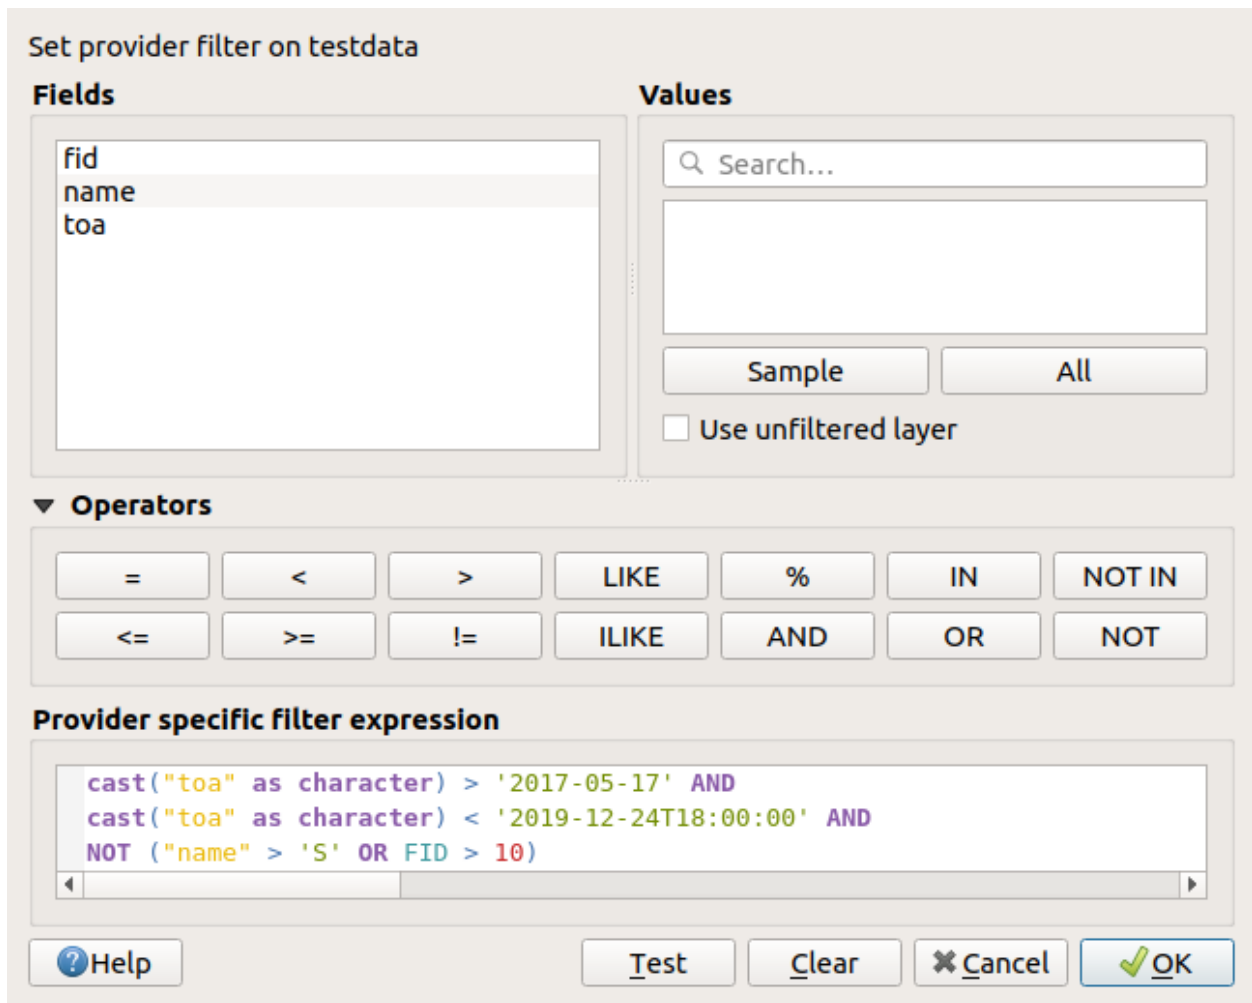 Set provider filter on testdata
Fields
Values
fid
name
toa
Search...
Sample
All
Use unfiltered layer
Operators
= < > LIKE % IN NOT IN
<= >= != ILIKE AND OR NOT
Provider specific filter expression
cast("toa" as character) > '2017-05-17' AND
cast("toa" as character) < '2019-12-24T18:00:00' AND
NOT ("name" > 'S' OR FID > 10)
Help Test Clear Cancel OK